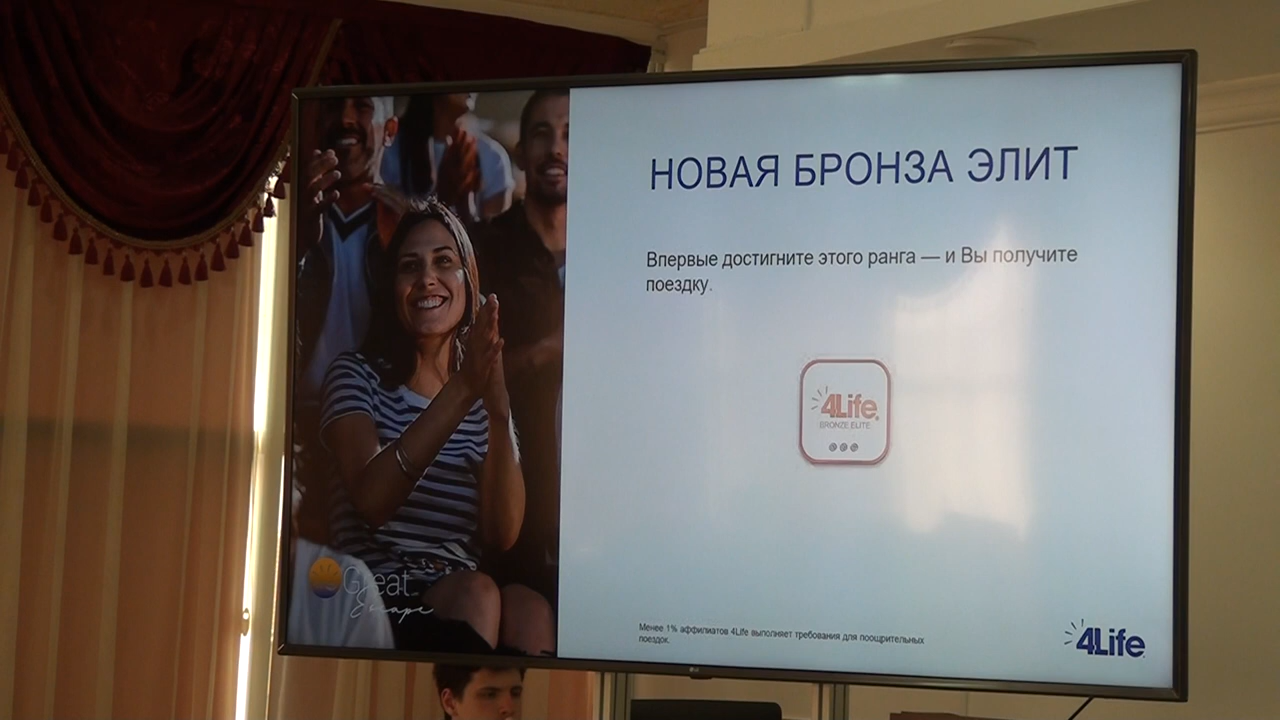 НОВАЯ БРОНЗА ЭЛИТ
Впервые достигните этого ранга — и Вы получите
поездку.
4Life
BRONZE ELITE
Great
Escape
Менее 1% аффилиатов 4Life выполняет требования для поощрительных
поездок.
4Life
LG